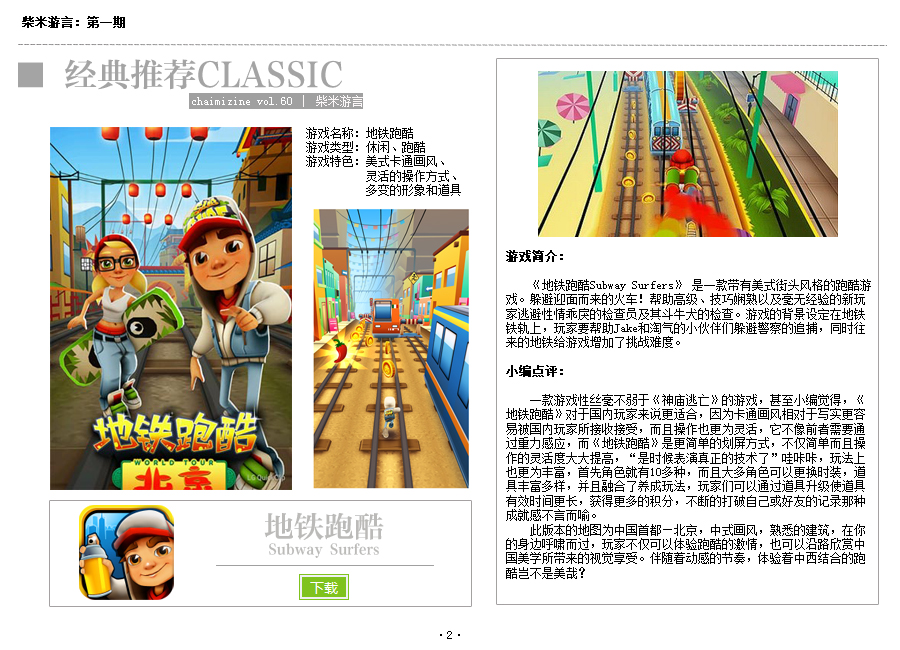 柴米游言：第一期
经典推荐CLASSIC
chaimizine vol.60 | 柴米游言
游戏名称：地铁跑酷
游戏类型：休闲、跑酷
游戏特色：美式卡通画风、
灵活的操作方式、
多变的形象和道具
地铁跑酷
WORLD TOUR
北京
地铁跑酷
Subway Surfers
下载
游戏简介：
《地铁跑酷Subway Surfers》 是一款带有美式街头风格的跑酷游
戏。躲避迎面而来的火车！帮助高级、技巧娴熟以及毫无经验的新玩
家逃避性情乖戾的检查员及其斗牛犬的检查。游戏的背景设定在地铁
铁轨上，玩家要帮助Jake和淘气的小伙伴们躲避警察的追捕，同时往
来的地铁给游戏增加了挑战难度。
小编点评：
一款游戏性丝毫不弱于《神庙逃亡》的游戏，甚至小编觉得，《
地铁跑酷》对于国内玩家来说更适合，因为卡通画风相对于写实更容
易被国内玩家所接收接受，而且操作也更为灵活，它不像前者需要通
过重力感应，而《地铁跑酷》是更简单的划屏方式，不仅简单而且操
作的灵活度大大提高，“是时候表演真正的技术了”哇咔咔，玩法上
也更为丰富，首先角色就有10多种，而且大多角色可以更换时装，道
具丰富多样，并且融合了养成玩法，玩家们可以通过道具升级使道具
有效时间更长，获得更多的积分，不断的打破自己或好友的记录那种
成就感不言而喻。
此版本的地图为中国首都—北京，中式画风，熟悉的建筑，在你
的身边呼啸而过，玩家不仅可以体验跑酷的激情，也可以沿路欣赏中
国美学所带来的视觉享受。伴随着动感的节奏，体验着中西结合的跑
酷岂不是美哉？
·2·